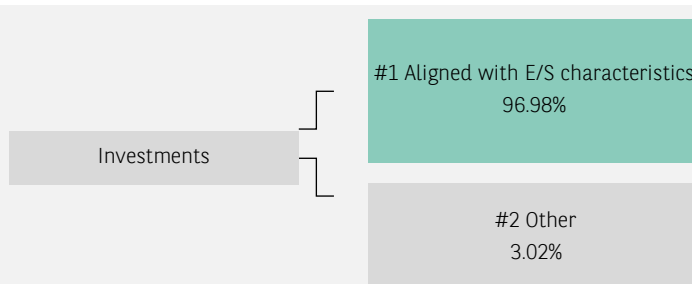 #1 Aligned with E/S characteristics
96.98%
Investments
#2 Other
3.02%